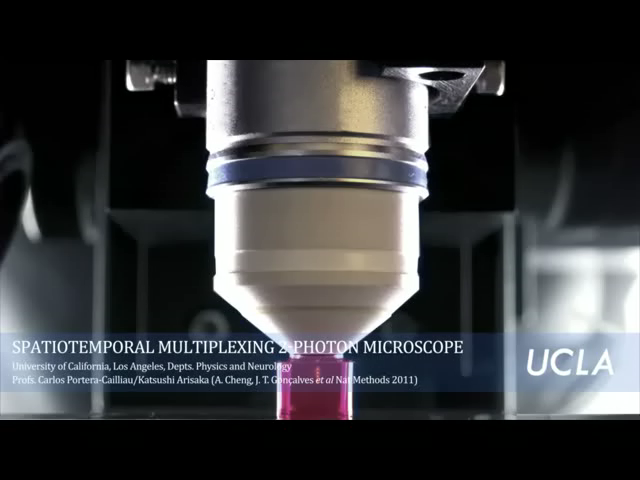 SPATIOTEMPORAL MULTIPLEXING 2-PHOTON MICROSCOPE
University of California, Los Angeles, Depts. Physics and Neurology
Profs. Carlos Portera-Cailliau/Katsushi Arisaka (A. Cheng, J. T. Gonçalves et al Nat Methods 2011)
UCLA